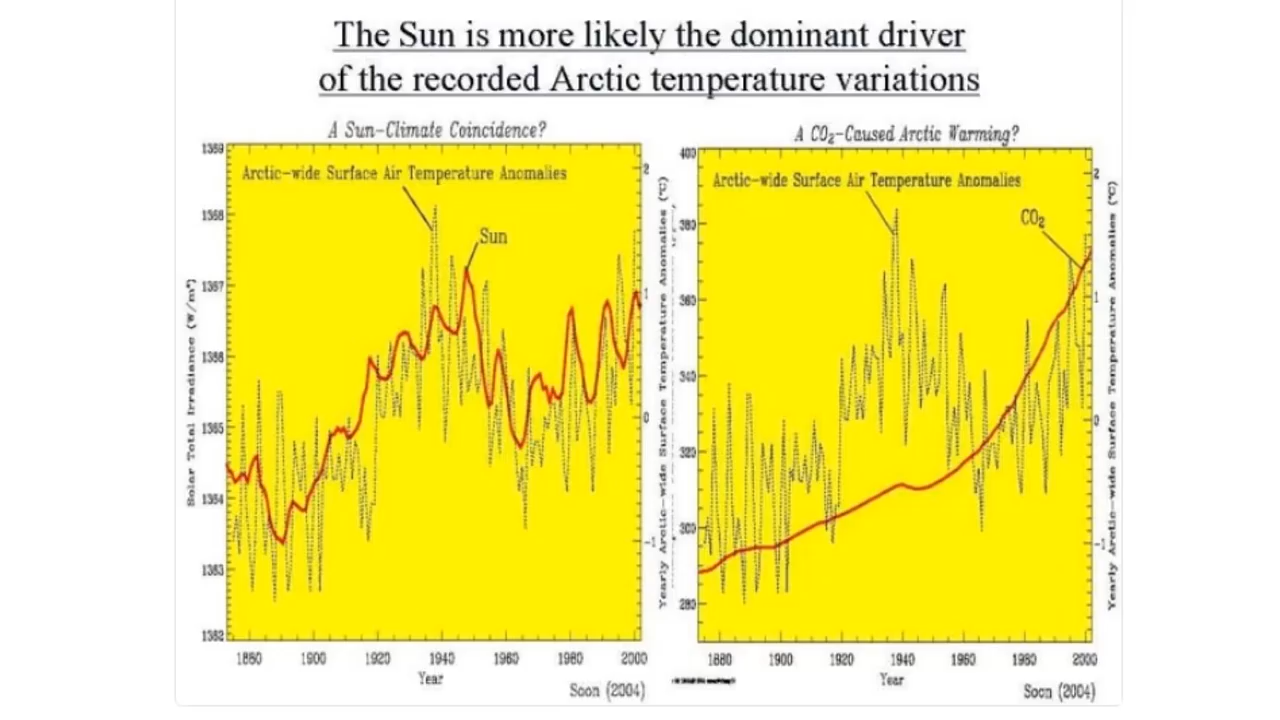 The Sun is more likely the dominant driver
of the recorded Arctic temperature variations
A Sun-Climate Coincidence?
Arctic-wide Surface Air Temperature Anomalies
Sun
Solar Total Irradiance (W/m²)
1369
1368
1367
1366
1365
1364
1363
1362
2
1
0
-1
Yearly Arctic-wide Surface Temperature Anomalies (°C)
1880 1900 1920 1940 1960 1980 2000
Year
Soon (2004)
A CO₂-Caused Arctic Warming?
Arctic-wide Surface Air Temperature Anomalies
CO₂
400
380
360
340
320
300
280
2
1
0
-1
Yearly Arctic-wide Surface Temperature Anomalies (°C)
1880 1900 1920 1940 1960 1980 2000
Year
Soon (2004)